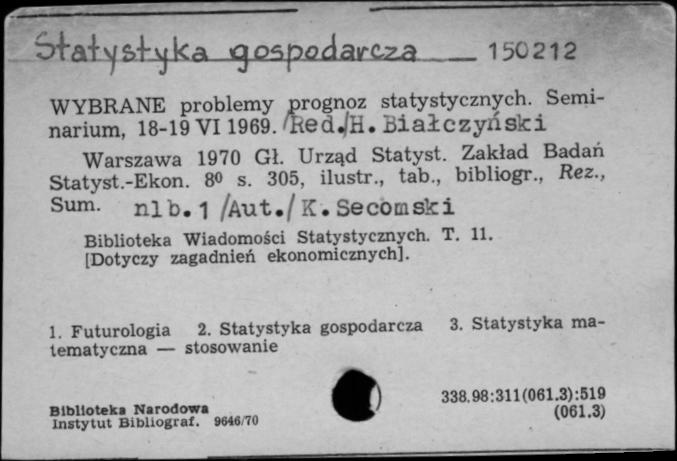 Statystyka gospodarcza — 150212
WYBRANE problemy prognoz statystycznych. Semi-
narium, 18-19 VI 1969. /Red./H. Białczyński
Warszawa 1970 Gł. Urząd Statyst. Zakład Badań
Statyst.-Ekon. 8⁰ s. 305, ilustr., tab., bibliogr., Rez.,
Sum. nlb. 1 /Aut./ K. Secomski
Biblioteka Wiadomości Statystycznych. T. 11.
[Dotyczy zagadnień ekonomicznych].
1. Futurologia 2. Statystyka gospodarcza 3. Statystyka ma-
tematyczna — stosowanie
338.98:311(061.3):519
(061.3)
Biblioteka Narodowa
Instytut Bibliograf. 9646/70